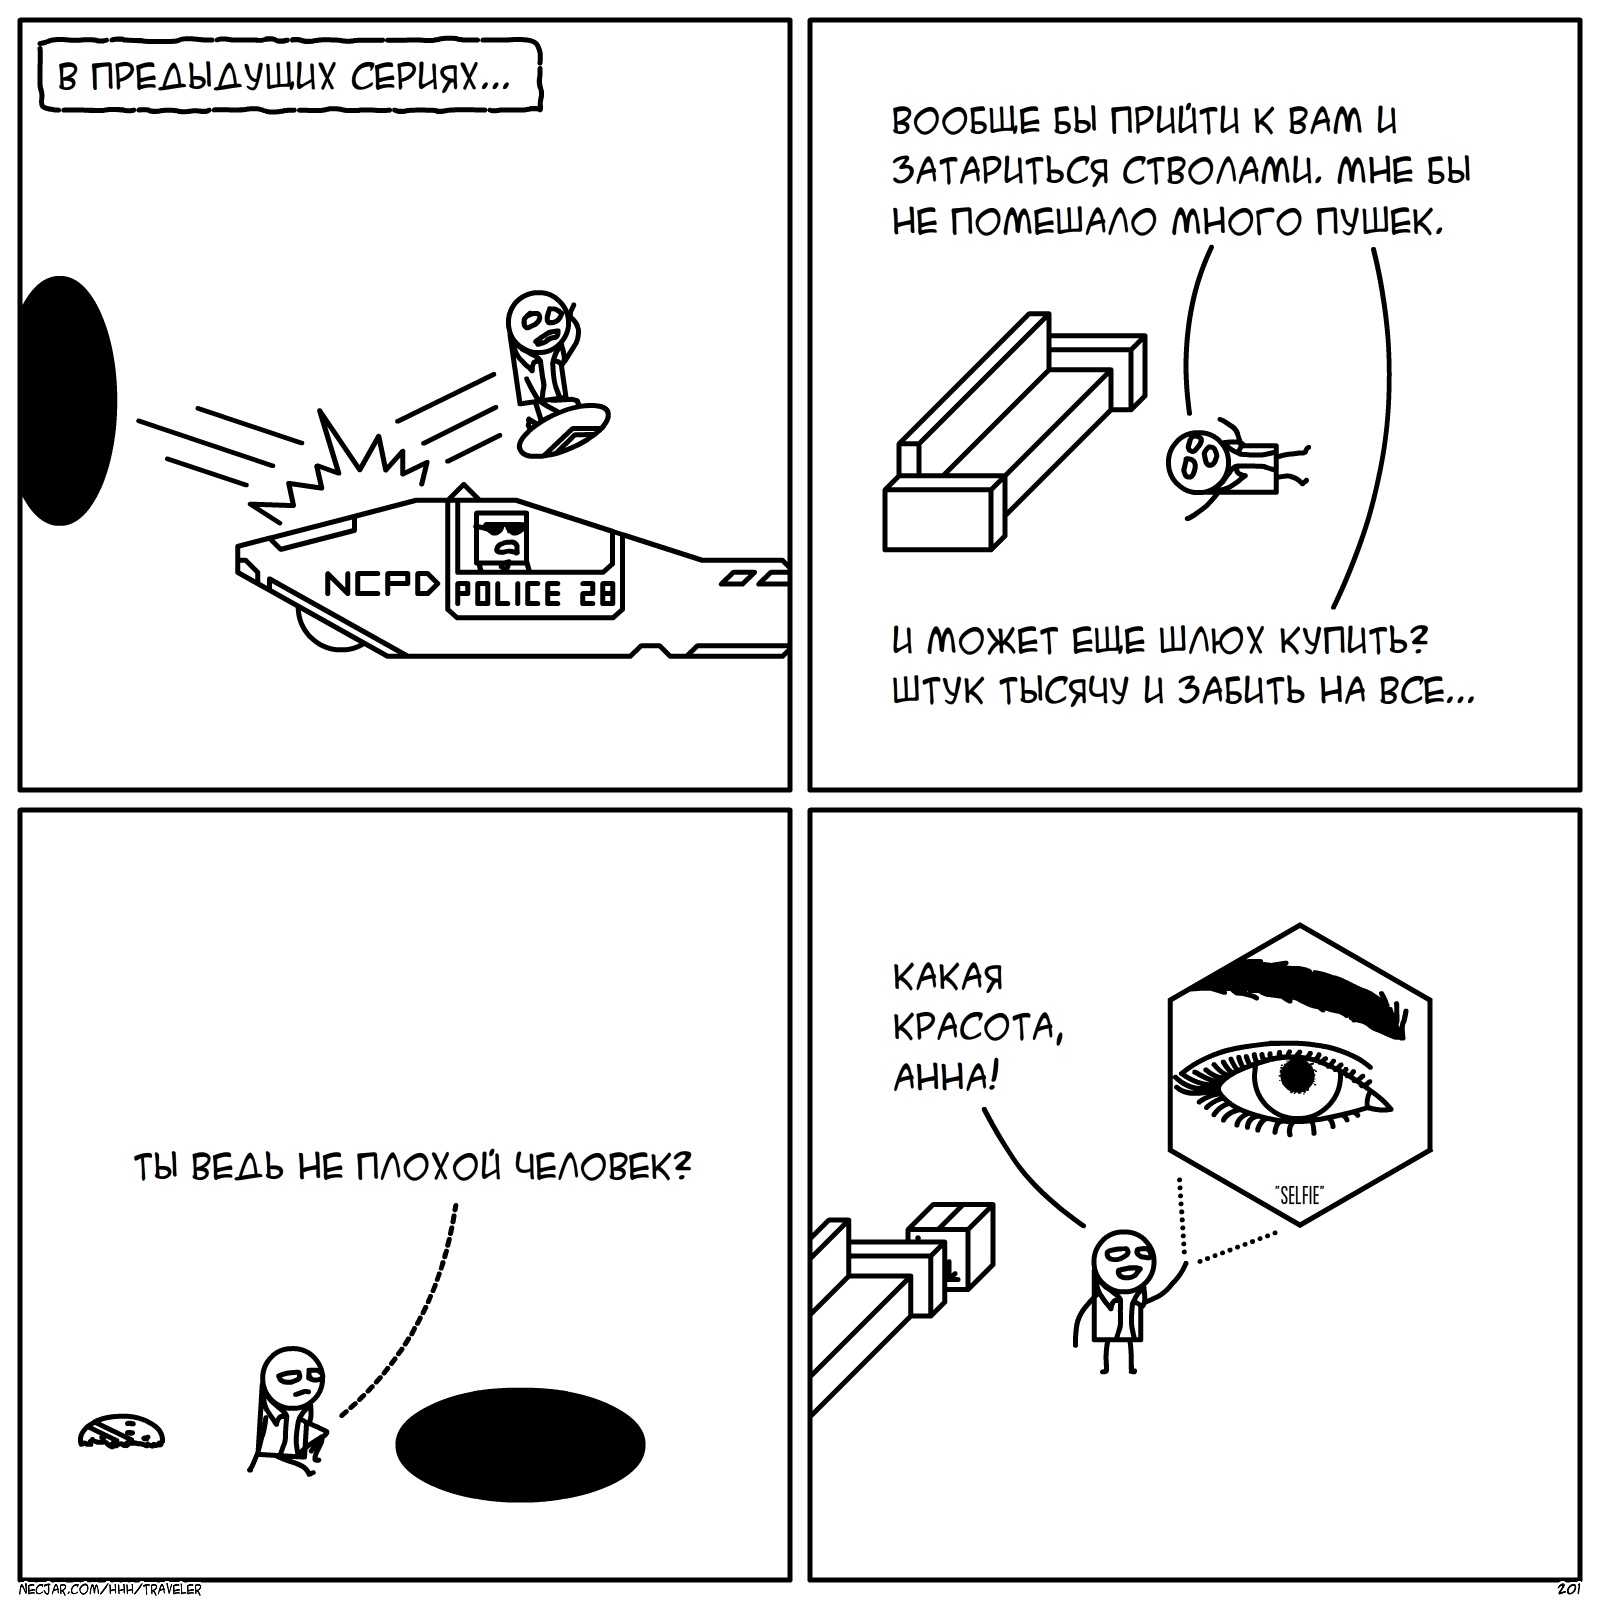 В ПРЕДЫДУЩИХ СЕРИЯХ...
NCPD
POLICE 28
ВООБЩЕ БЫ ПРИЙТИ К ВАМ И
ЗАТАРИТЬСЯ СТВОЛАМИ. МНЕ БЫ
НЕ ПОМЕШАЛО МНОГО ПУШЕК.
И МОЖЕТ ЕЩЕ ШЛЮХ КУПИТЬ?
ШТУК ТЫСЯЧУ И ЗАБИТЬ НА ВСЕ...
ТЫ ВЕДЬ НЕ ПЛОХОЙ ЧЕЛОВЕК?
КАКАЯ
КРАСОТА,
АННА!
"SELFIE"
NECJAR.COM/HHH/TRAVELER
201